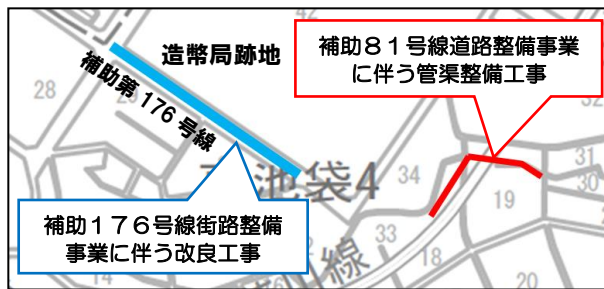 造幣局跡地
補助第176号線
補助81号線道路整備事業
に伴う管渠整備工事
補助176号線街路整備
事業に伴う改良工事
池袋4
線
28
34
33
18
19
20
31
30
32
14
42